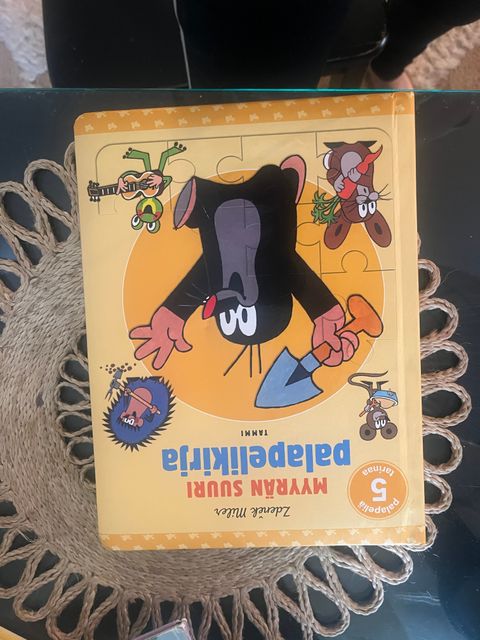 Zdeněk Miler
MYYRÄN SUURI
palapelikirja
TAMMI
5
palapeliä
tarinaa